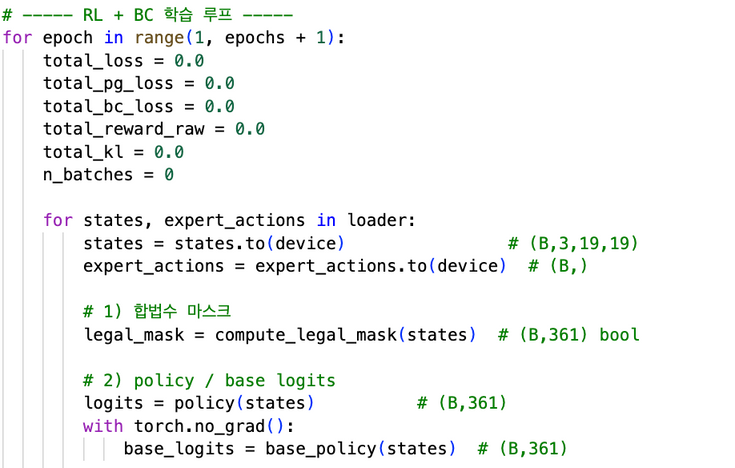 # ----- RL + BC 학습 루프 -----
for epoch in range(1, epochs + 1):
    total_loss = 0.0
    total_pg_loss = 0.0
    total_bc_loss = 0.0
    total_reward_raw = 0.0
    total_kl = 0.0
    n_batches = 0

    for states, expert_actions in loader:
        states = states.to(device)                # (B,3,19,19)
        expert_actions = expert_actions.to(device)  # (B,)

        # 1) 합법수 마스크
        legal_mask = compute_legal_mask(states)  # (B,361) bool

        # 2) policy / base logits
        logits = policy(states)          # (B,361)
        with torch.no_grad():
            base_logits = base_policy(states)  # (B,361)